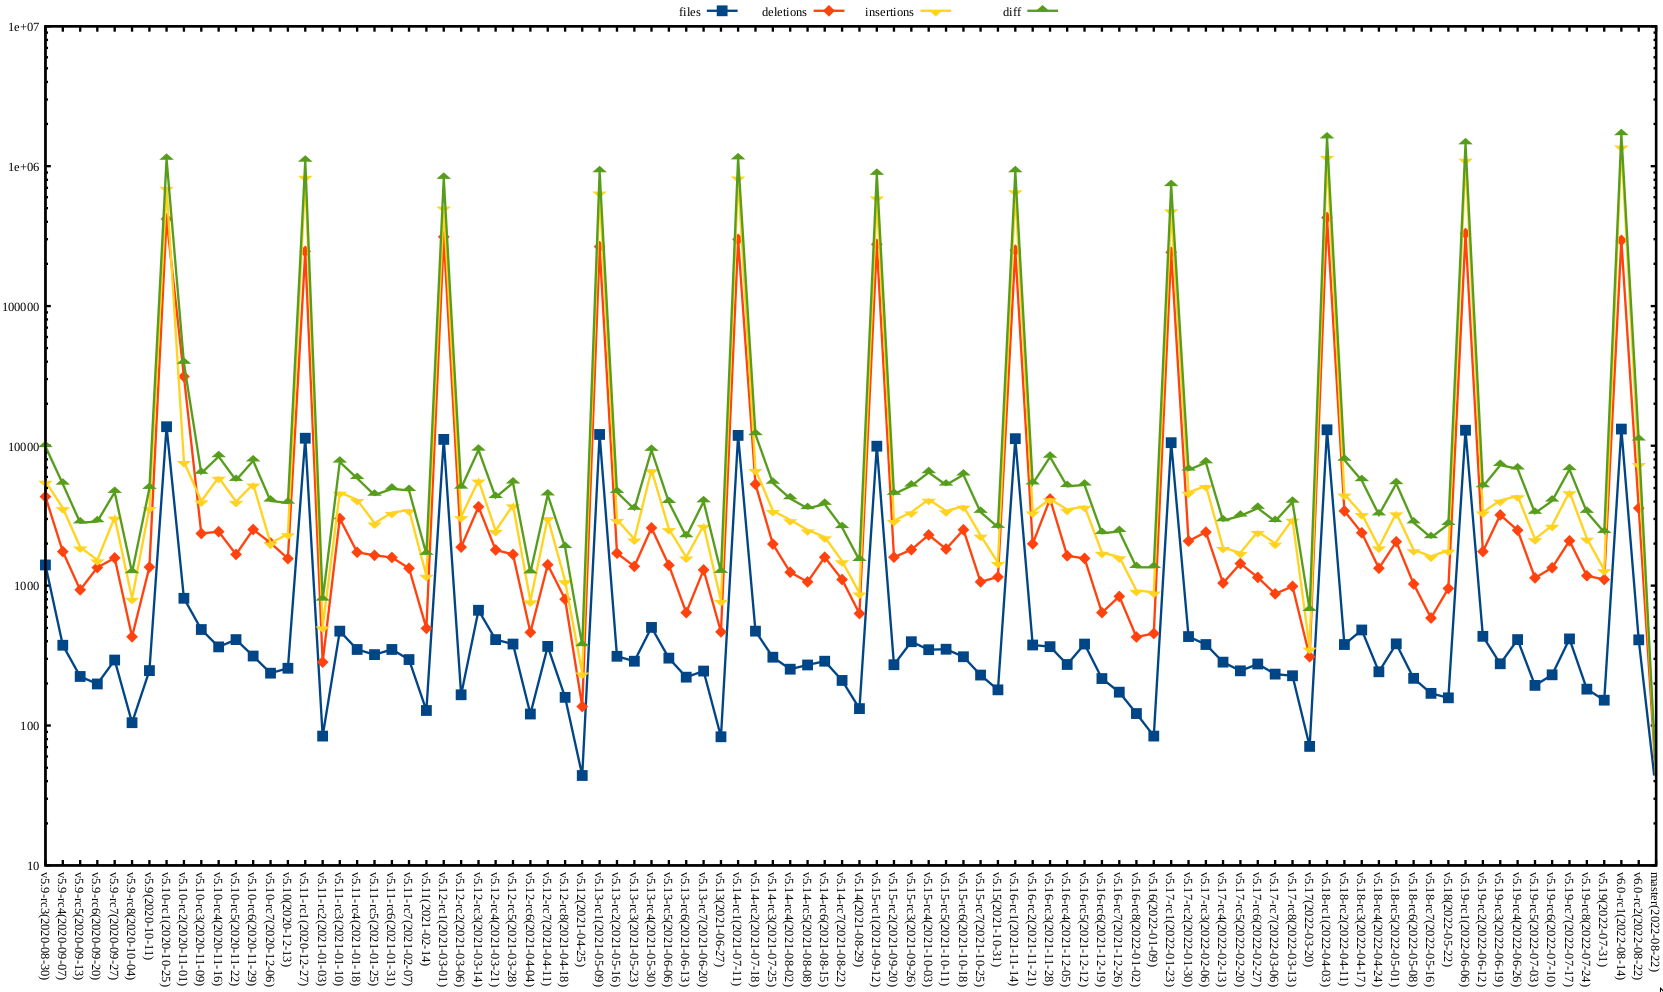 files
deletions
insertions
diff
1e+07
1e+06
100000
10000
1000
100
10
v5.9-rc3(2020-08-30)
v5.9-rc4(2020-09-07)
v5.9-rc5(2020-09-13)
v5.9-rc6(2020-09-20)
v5.9-rc7(2020-09-27)
v5.9-rc8(2020-10-04)
v5.9(2020-10-11)
v5.10-rc1(2020-10-25)
v5.10-rc2(2020-11-01)
v5.10-rc3(2020-11-09)
v5.10-rc4(2020-11-16)
v5.10-rc5(2020-11-22)
v5.10-rc6(2020-11-29)
v5.10-rc7(2020-12-06)
v5.10(2020-12-13)
v5.11-rc1(2020-12-27)
v5.11-rc2(2021-01-03)
v5.11-rc3(2021-01-10)
v5.11-rc4(2021-01-18)
v5.11-rc5(2021-01-25)
v5.11-rc6(2021-01-31)
v5.11-rc7(2021-02-07)
v5.11(2021-02-14)
v5.12-rc1(2021-03-01)
v5.12-rc2(2021-03-06)
v5.12-rc3(2021-03-14)
v5.12-rc4(2021-03-21)
v5.12-rc5(2021-03-28)
v5.12-rc6(2021-04-04)
v5.12-rc7(2021-04-11)
v5.12-rc8(2021-04-18)
v5.12(2021-04-25)
v5.13-rc1(2021-05-09)
v5.13-rc2(2021-05-16)
v5.13-rc3(2021-05-23)
v5.13-rc4(2021-05-30)
v5.13-rc5(2021-06-06)
v5.13-rc6(2021-06-13)
v5.13-rc7(2021-06-20)
v5.13(2021-06-27)
v5.14-rc1(2021-07-11)
v5.14-rc2(2021-07-18)
v5.14-rc3(2021-07-25)
v5.14-rc4(2021-08-02)
v5.14-rc5(2021-08-08)
v5.14-rc6(2021-08-15)
v5.14-rc7(2021-08-22)
v5.14(2021-08-29)
v5.15-rc1(2021-09-12)
v5.15-rc2(2021-09-20)
v5.15-rc3(2021-09-26)
v5.15-rc4(2021-10-03)
v5.15-rc5(2021-10-11)
v5.15-rc6(2021-10-18)
v5.15-rc7(2021-10-25)
v5.15(2021-10-31)
v5.16-rc1(2021-11-14)
v5.16-rc2(2021-11-21)
v5.16-rc3(2021-11-28)
v5.16-rc4(2021-12-05)
v5.16-rc5(2021-12-12)
v5.16-rc6(2021-12-19)
v5.16-rc7(2021-12-26)
v5.16-rc8(2022-01-02)
v5.16(2022-01-09)
v5.17-rc1(2022-01-23)
v5.17-rc2(2022-01-30)
v5.17-rc3(2022-02-06)
v5.17-rc4(2022-02-13)
v5.17-rc5(2022-02-20)
v5.17-rc6(2022-02-27)
v5.17-rc7(2022-03-06)
v5.17-rc8(2022-03-13)
v5.17(2022-03-20)
v5.18-rc1(2022-04-03)
v5.18-rc2(2022-04-11)
v5.18-rc3(2022-04-17)
v5.18-rc4(2022-04-24)
v5.18-rc5(2022-05-01)
v5.18-rc6(2022-05-08)
v5.18-rc7(2022-05-16)
v5.18(2022-05-22)
v5.19-rc1(2022-06-06)
v5.19-rc2(2022-06-12)
v5.19-rc3(2022-06-19)
v5.19-rc4(2022-06-26)
v5.19-rc5(2022-07-03)
v5.19-rc6(2022-07-10)
v5.19-rc7(2022-07-17)
v5.19-rc8(2022-07-24)
v5.19(2022-07-31)
v6.0-rc1(2022-08-14)
v6.0-rc2(2022-08-22)
master(2022-08-22)